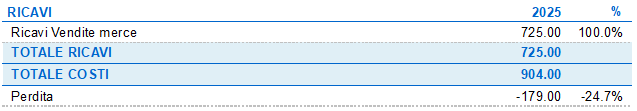 RICAVI 2025 %
Ricavi Vendite merce 725.00 100.0%
TOTALE RICAVI 725.00
TOTALE COSTI 904.00
Perdita -179.00 -24.7%